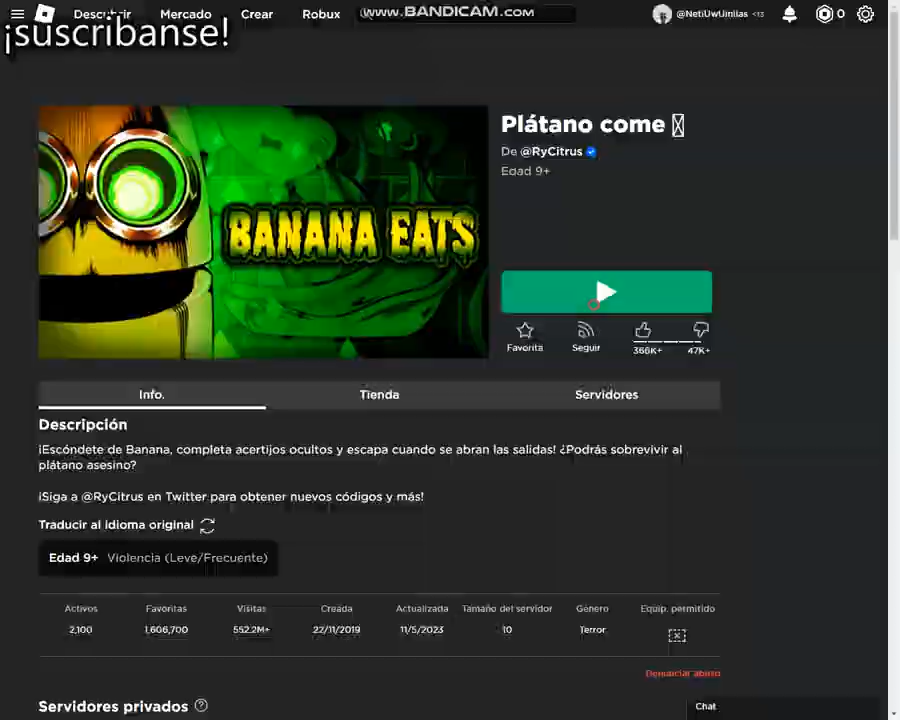 Descubrir Mercado Crear Robux www.BANDICAM.com @NetiUwUinilas <13 0
¡suscribanse!
BANANA EATS
Plátano come
De @RyCitrus
Edad 9+
Favorita Seguir 366K+ 47K+
Info. Tienda Servidores
Descripción
¡Escóndete de Banana, completa acertijos ocultos y escapa cuando se abran las salidas! ¿Podrás sobrevivir al
plátano asesino?
¡Siga a @RyCitrus en Twitter para obtener nuevos códigos y más!
Traducir al idioma original
Edad 9+ Violencia (Leve/Frecuente)
Activos Favoritas Visitas Creada Actualizada Tamaño del servidor Género Equip. permitido
2,100 1,606,700 552.2M+ 22/11/2019 11/5/2023 10 Terror
Denunciar abuso
Servidores privados
Chat